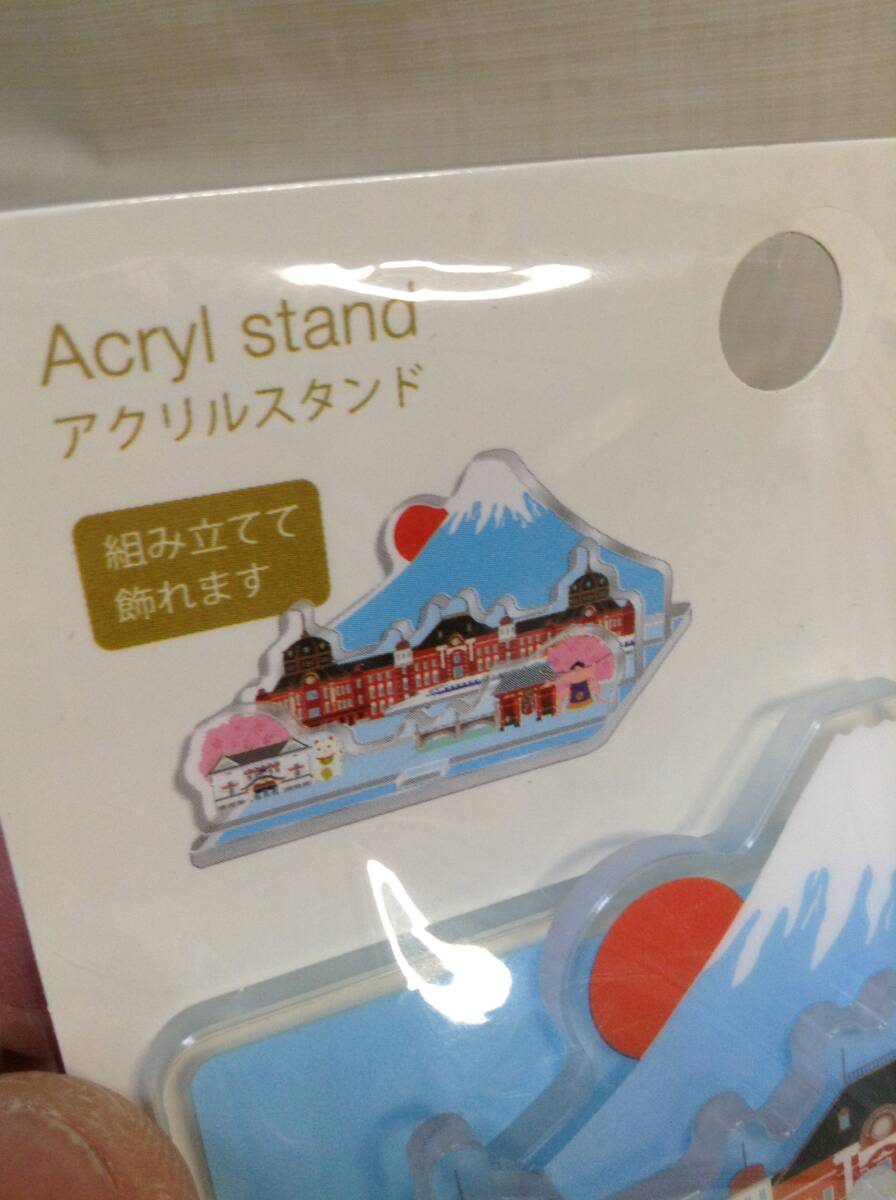 Acryl stand
アクリルスタンド
組み立てて
飾れます